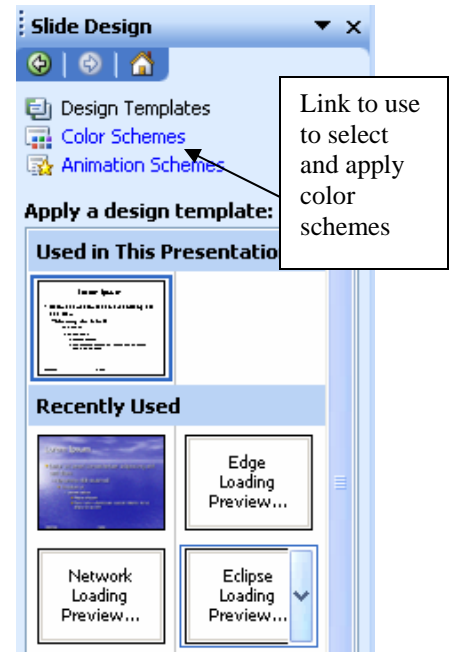 Slide Design
Design Templates
Color Schemes
Animation Schemes
Link to use
to select
and apply
color
schemes
Apply a design template:
Used in This Presentatio
Recently Used
Edge
Loading
Preview...
Network
Loading
Preview...
Eclipse
Loading
Preview...